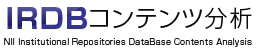 IRDBコンテンツ分析
NII Institutional Repositories DataBase Contents Analysis